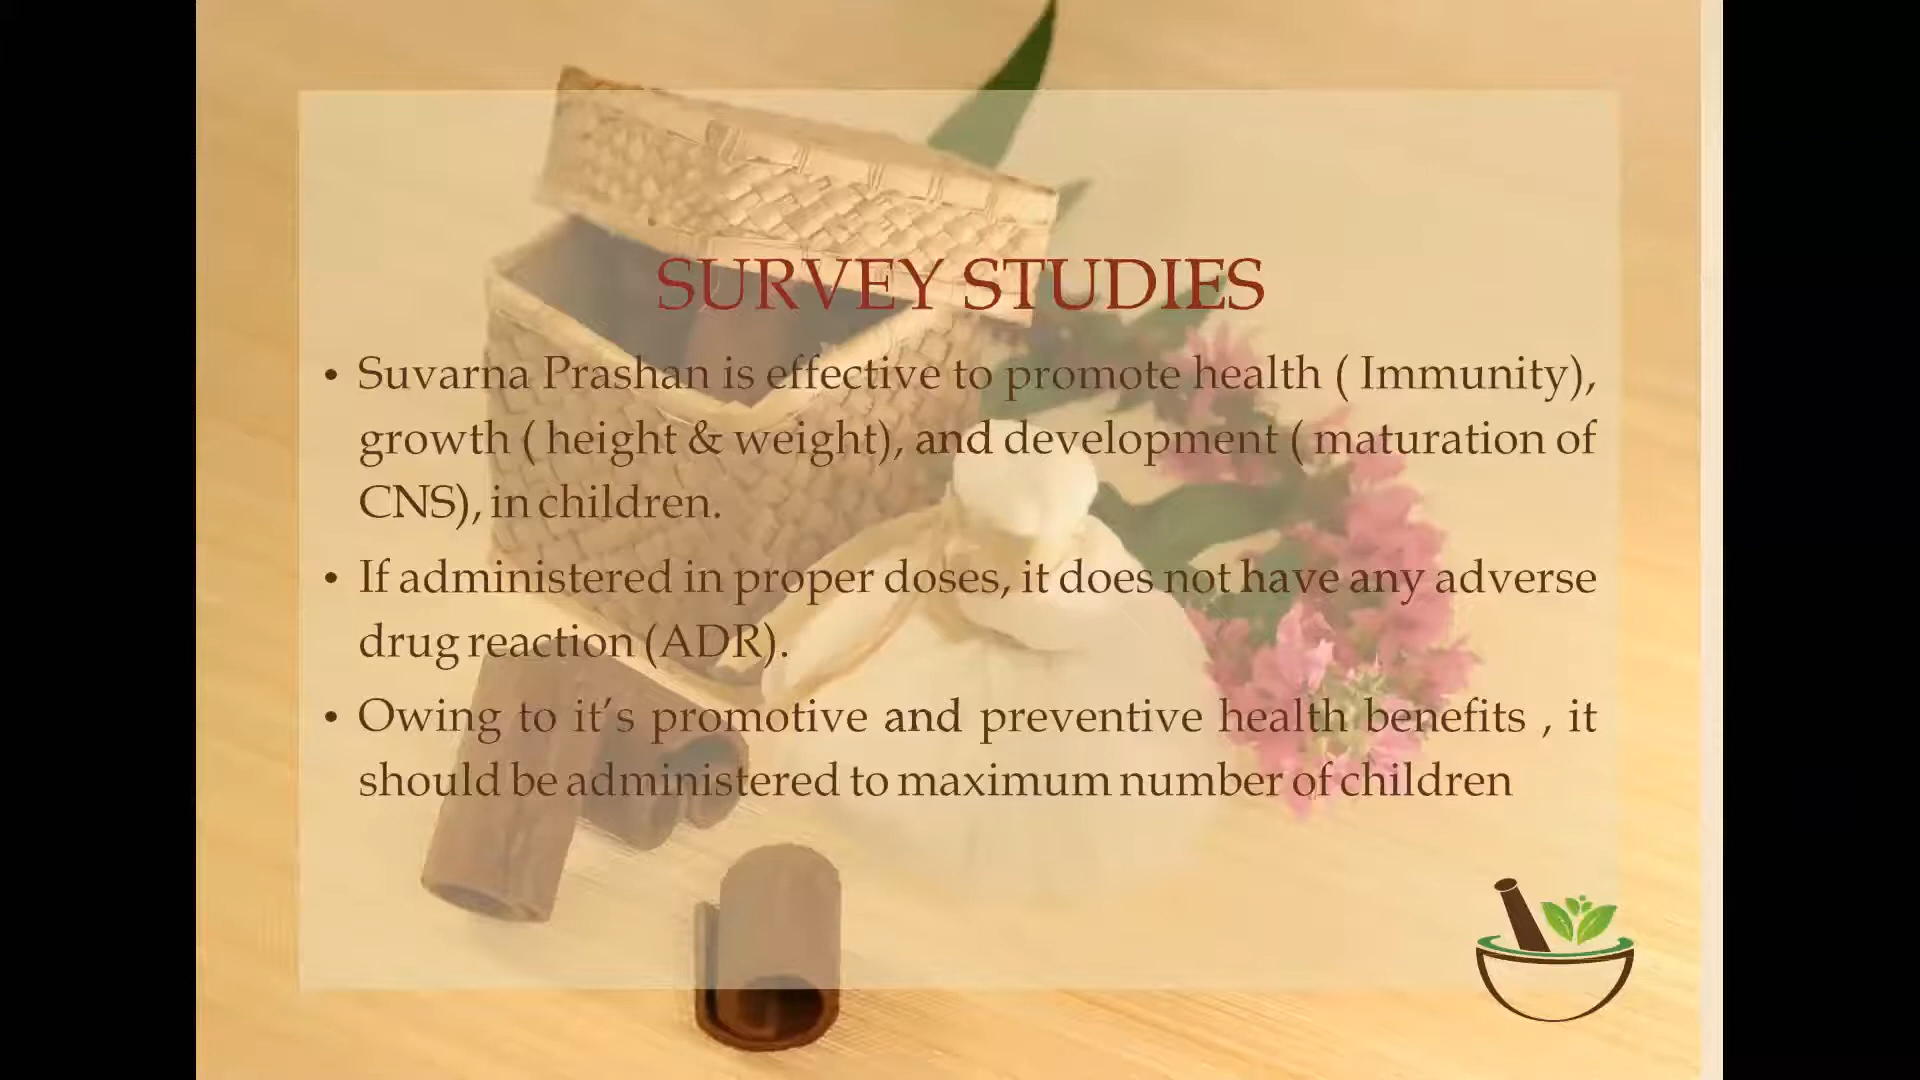 SURVEY STUDIES
• Suvarna Prashan is effective to promote health ( Immunity),
growth ( height & weight), and development ( maturation of
CNS), in children.
• If administered in proper doses, it does not have any adverse
drug reaction (ADR).
• Owing to it’s promotive and preventive health benefits , it
should be administered to maximum number of children